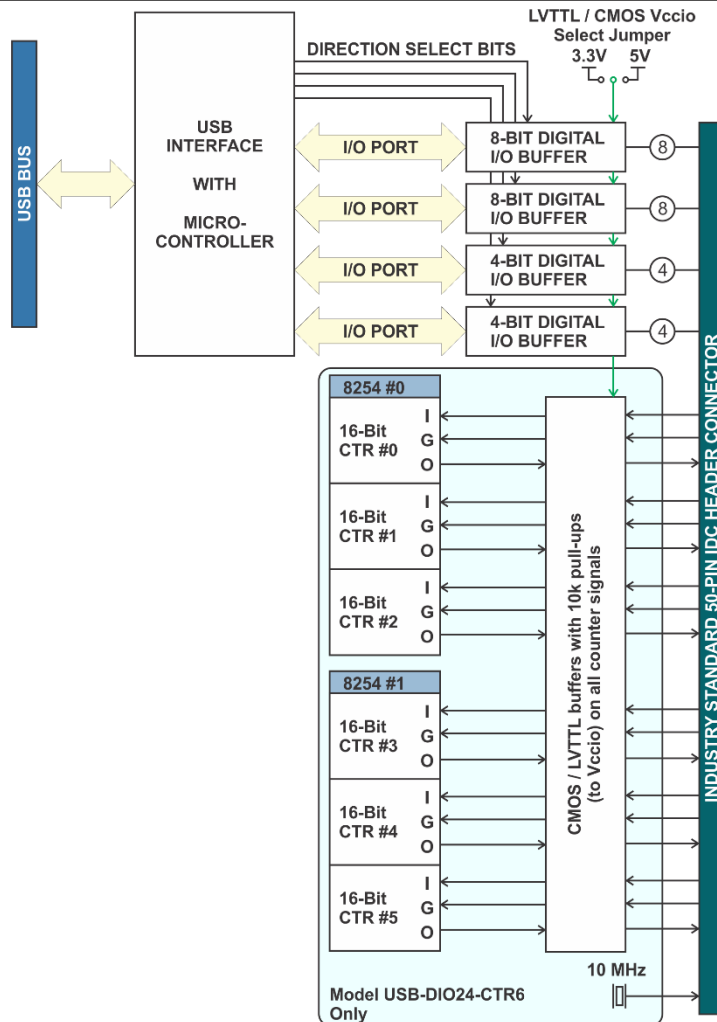 LVTTL / CMOS Vccio
Select Jumper
3.3V 5V
DIRECTION SELECT BITS
USB BUS
USB
INTERFACE
WITH
MICRO-
CONTROLLER
I/O PORT
8-BIT DIGITAL
I/O BUFFER
8
I/O PORT
8-BIT DIGITAL
I/O BUFFER
8
I/O PORT
4-BIT DIGITAL
I/O BUFFER
4
I/O PORT
4-BIT DIGITAL
I/O BUFFER
4
INDUSTRY STANDARD 50-PIN IDC HEADER CONNECTOR
8254 #0
16-Bit
CTR #0
I
G
O
16-Bit
CTR #1
I
G
O
16-Bit
CTR #2
I
G
O
8254 #1
16-Bit
CTR #3
I
G
O
16-Bit
CTR #4
I
G
O
16-Bit
CTR #5
I
G
O
CMOS / LVTTL buffers with 10k pull-ups
(to Vccio) on all counter signals
10 MHz
Model USB-DIO24-CTR6
Only